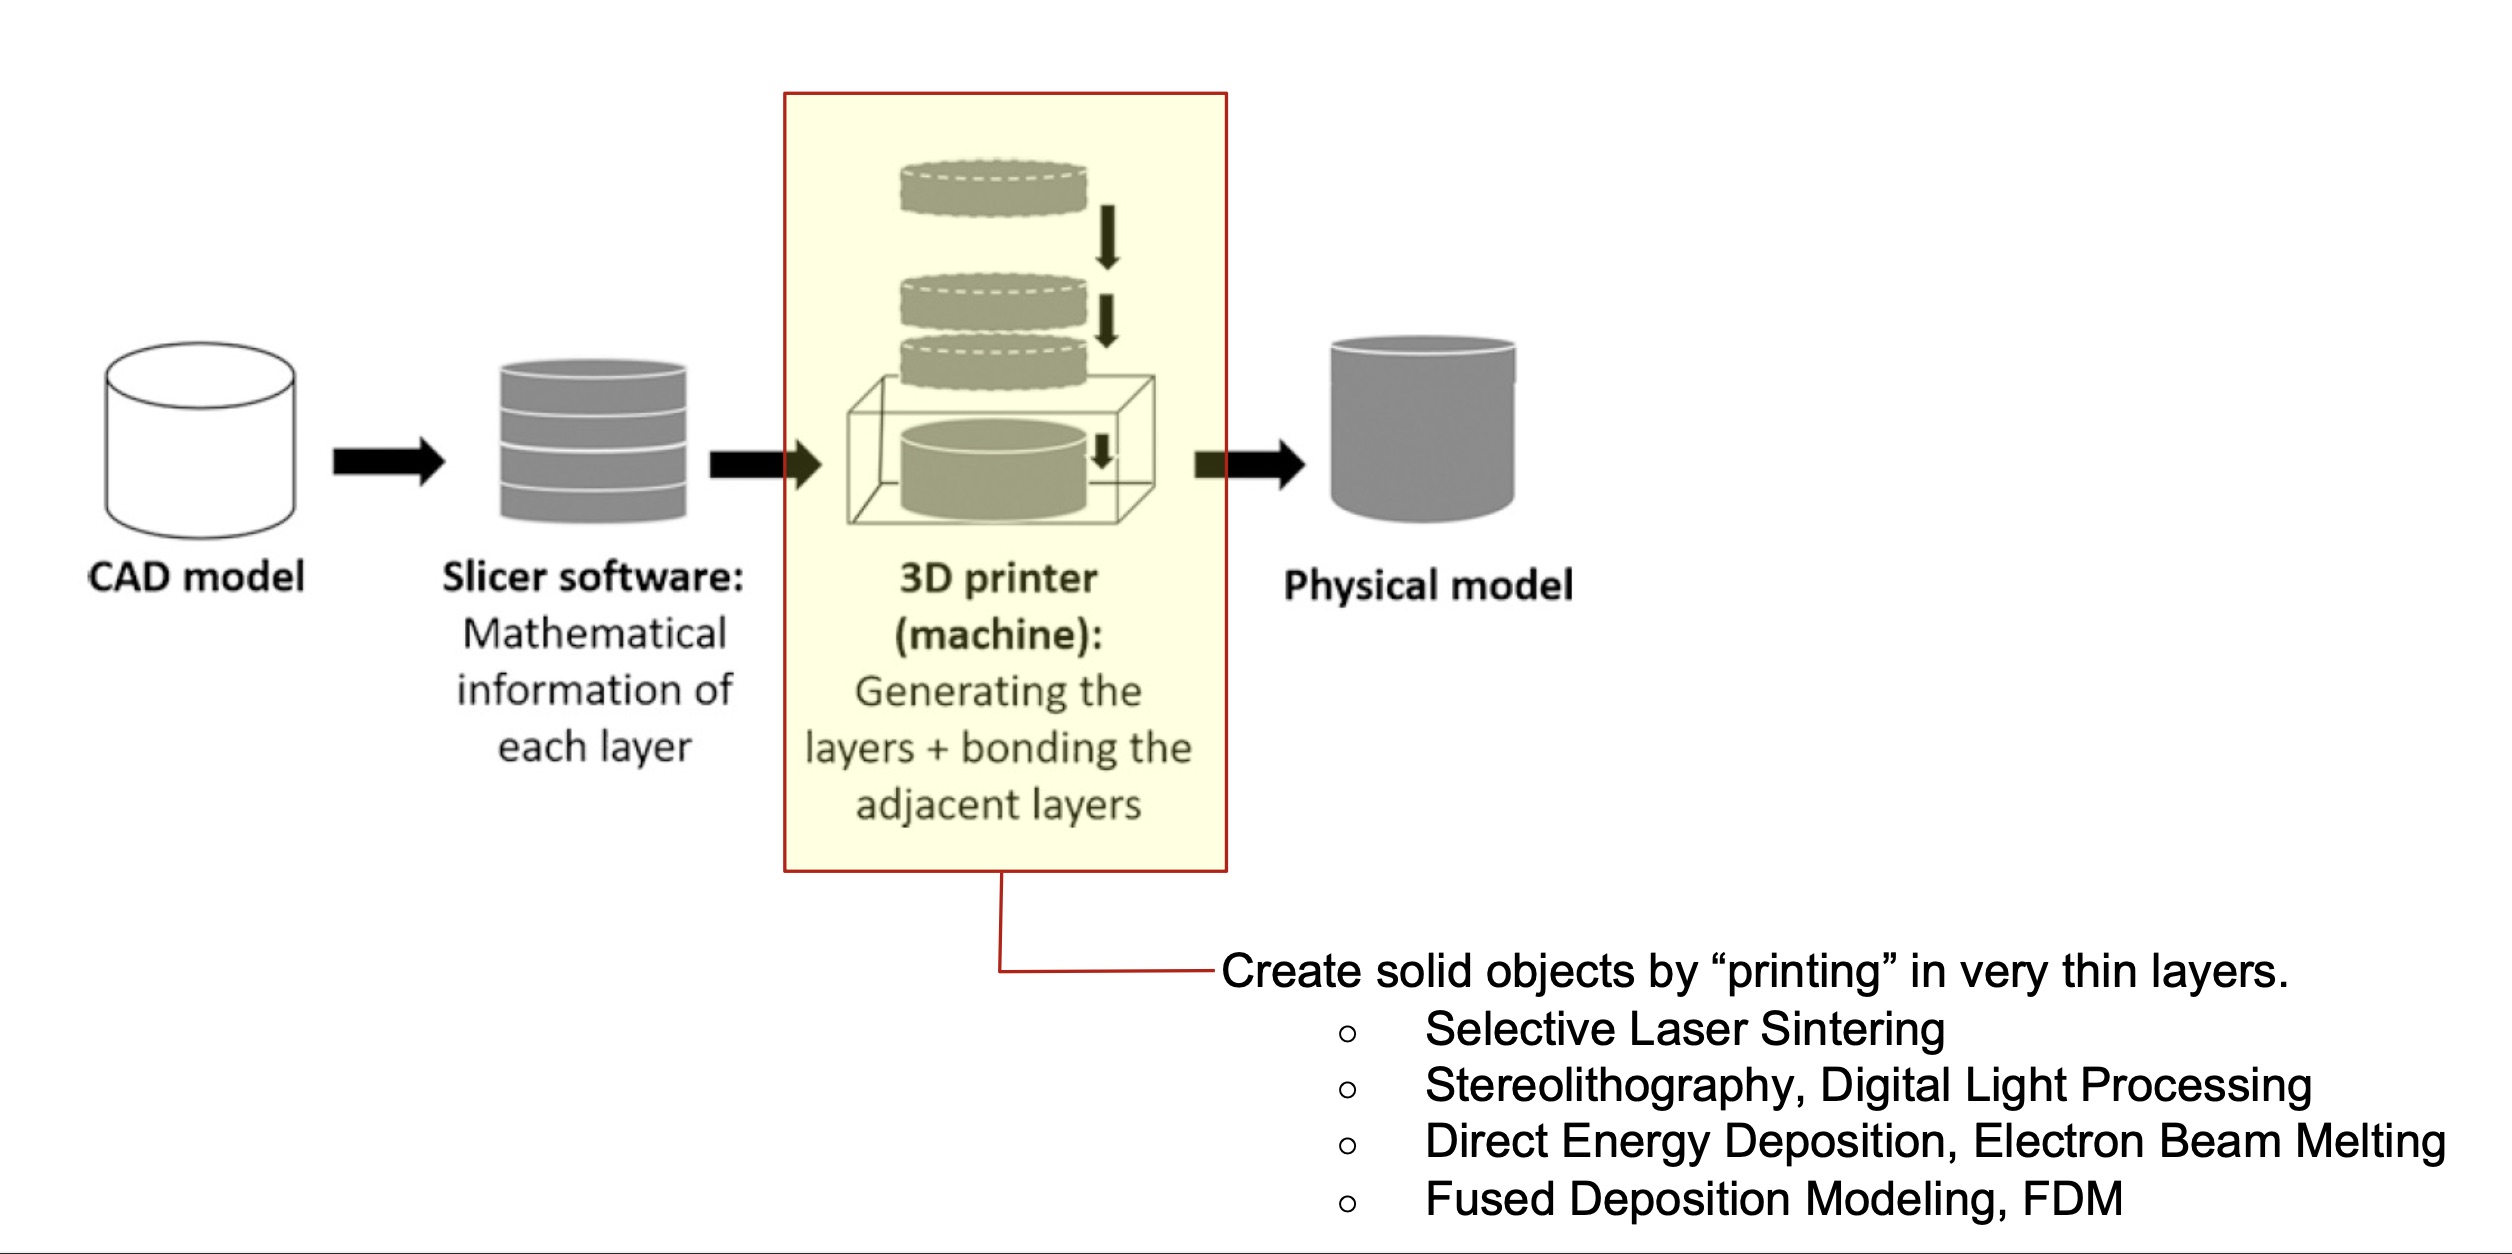 CAD model
Slicer software:
Mathematical
information of
each layer
3D printer
(machine):
Generating the
layers + bonding the
adjacent layers
Physical model
Create solid objects by “printing” in very thin layers.
○ Selective Laser Sintering
○ Stereolithography, Digital Light Processing
○ Direct Energy Deposition, Electron Beam Melting
○ Fused Deposition Modeling, FDM